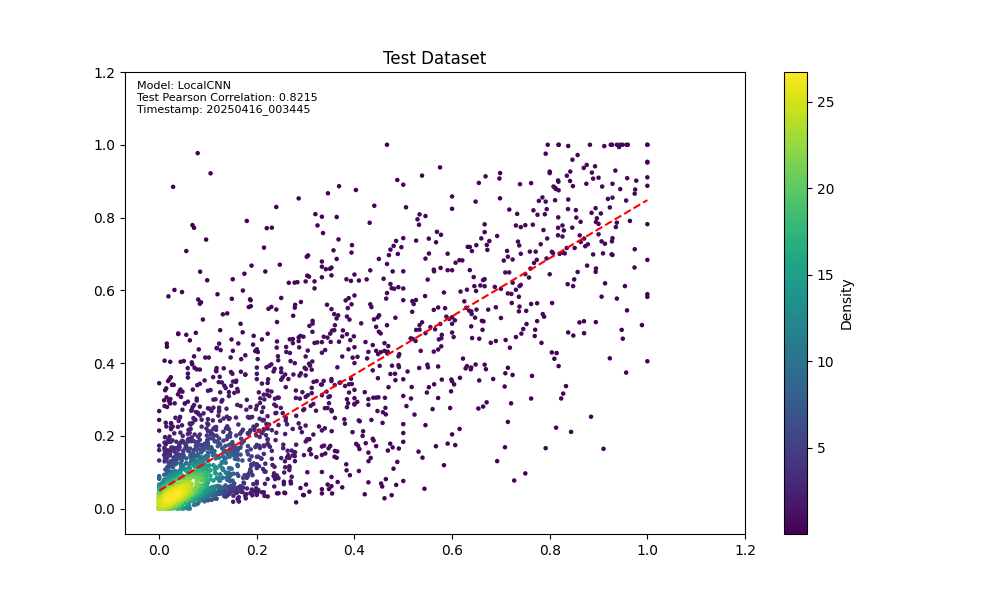 Test Dataset
Model: LocalCNN
Test Pearson Correlation: 0.8215
Timestamp: 20250416_003445
1.2
1.0
0.8
0.6
0.4
0.2
0.0
0.0 0.2 0.4 0.6 0.8 1.0 1.2
25
20
15
10
5
Density